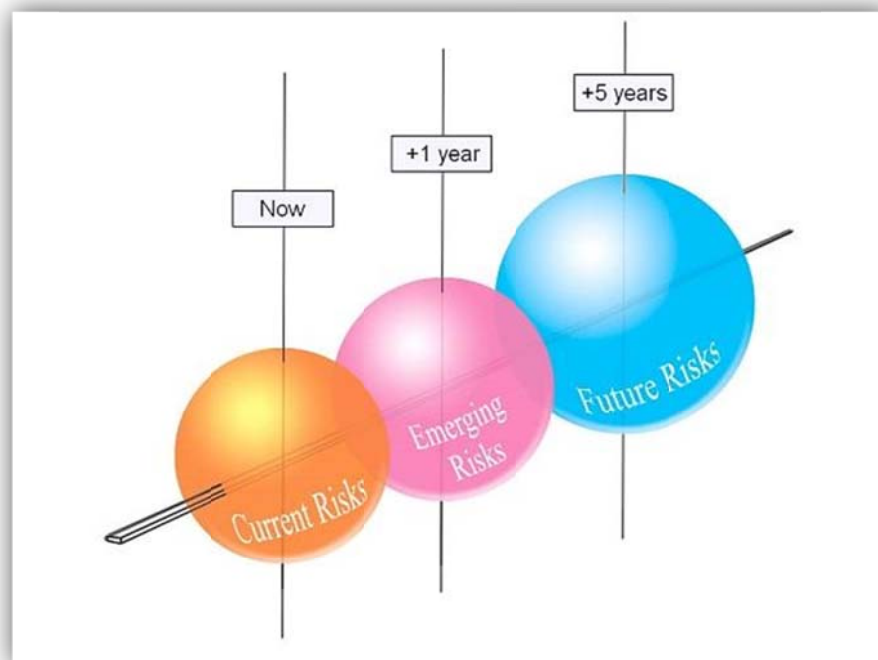 +5 years
+1 year
Now
Future Risks
Emerging
Risks
Current Risks